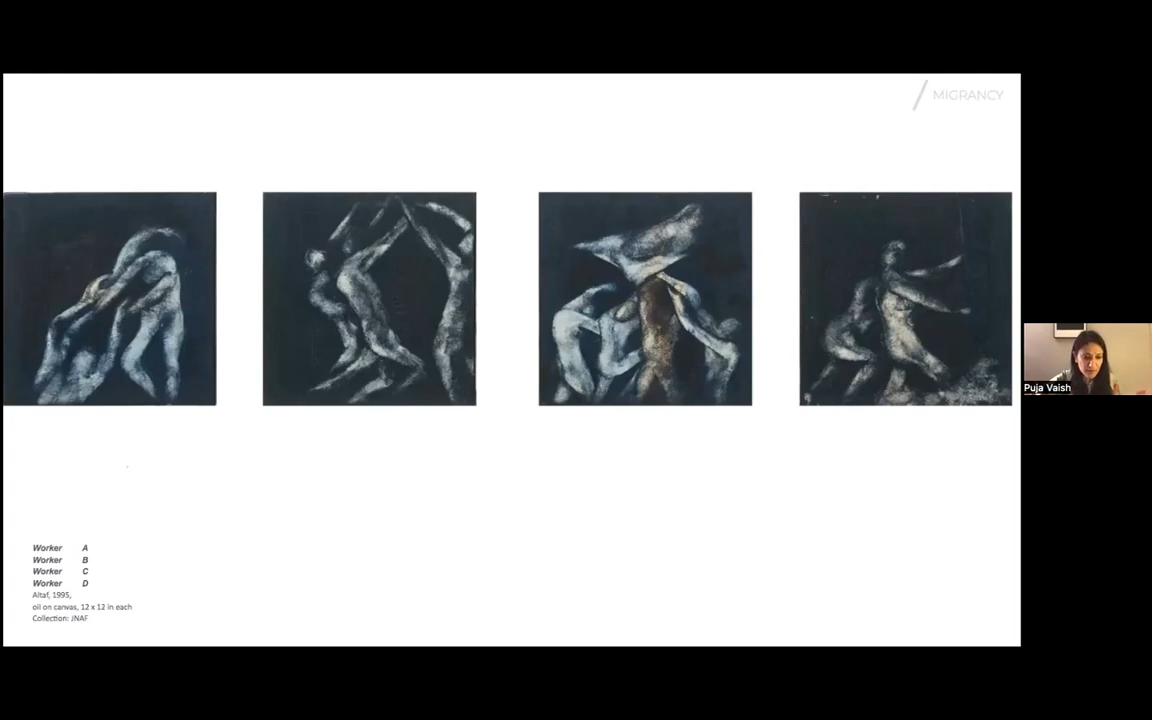 MIGRANCY
Puja Vaish
Worker A
Worker B
Worker C
Worker D
Altaf, 1995,
oil on canvas, 12 x 12 in each
Collection: JNAF